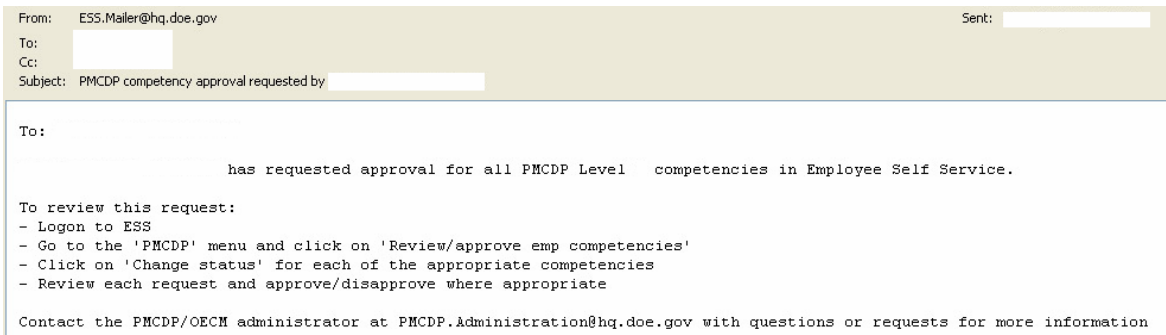 From: ESS.Mailer@hq.doe.gov Sent:
To:
Cc:
Subject: PMCDP competency approval requested by
To:
has requested approval for all PMCDP Level competencies in Employee Self Service.
To review this request:
- Logon to ESS
- Go to the 'PMCDP' menu and click on 'Review/approve emp competencies'
- Click on 'Change status' for each of the appropriate competencies
- Review each request and approve/disapprove where appropriate
Contact the PMCDP/OECM administrator at PMCDP.Administration@hq.doe.gov with questions or requests for more information